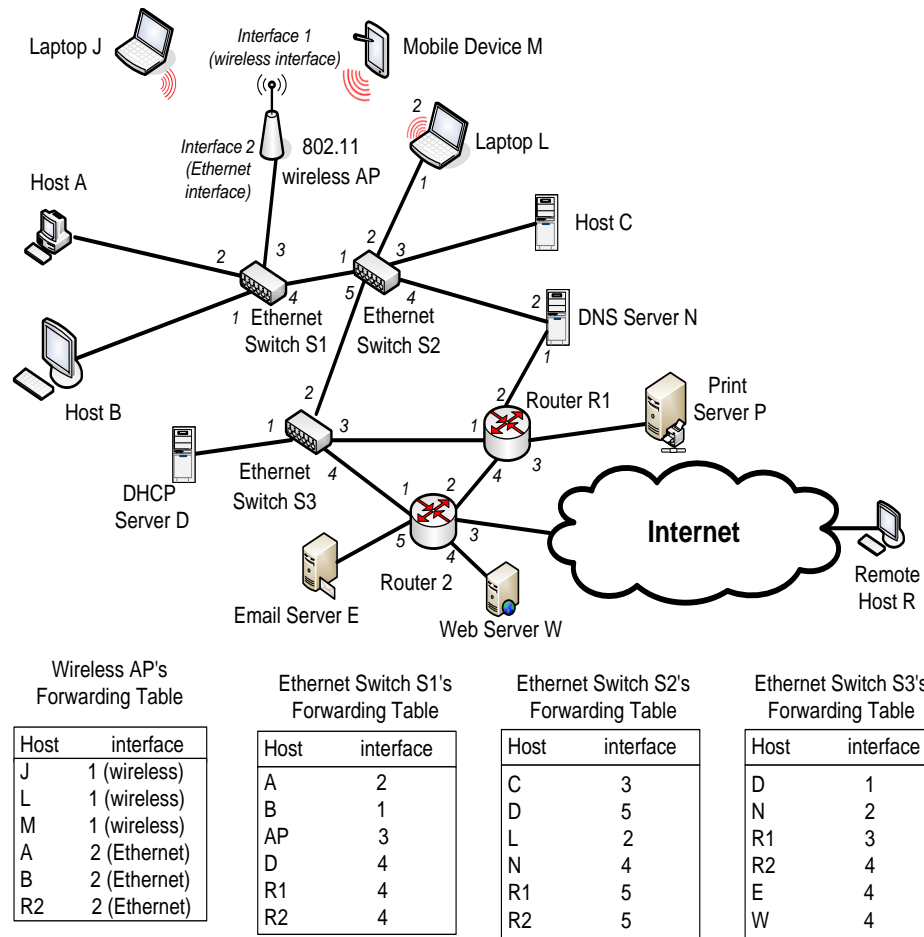 Laptop J
Interface 1
(wireless interface)
Mobile Device M
Interface 2
(Ethernet
interface)
802.11
wireless AP
2
Laptop L
1
Host A
Host C
2
3
1
4
Ethernet
Switch S1
1
2
3
5
4
Ethernet
Switch S2
2
DNS Server N
1
Host B
2
1
3
4
Ethernet
Switch S3
DHCP
Server D
2
Router R1
1
3
4
Print
Server P
1
2
3
5
4
Router 2
Internet
Email Server E
Web Server W
Remote
Host R
Wireless AP's
Forwarding Table
Host interface
J 1 (wireless)
L 1 (wireless)
M 1 (wireless)
A 2 (Ethernet)
B 2 (Ethernet)
R2 2 (Ethernet)
Ethernet Switch S1's
Forwarding Table
Host interface
A 2
B 1
AP 3
D 4
R1 4
R2 4
Ethernet Switch S2's
Forwarding Table
Host interface
C 3
D 5
L 2
N 4
R1 5
R2 5
Ethernet Switch S3's
Forwarding Table
Host interface
D 1
N 2
R1 3
R2 4
E 4
W 4